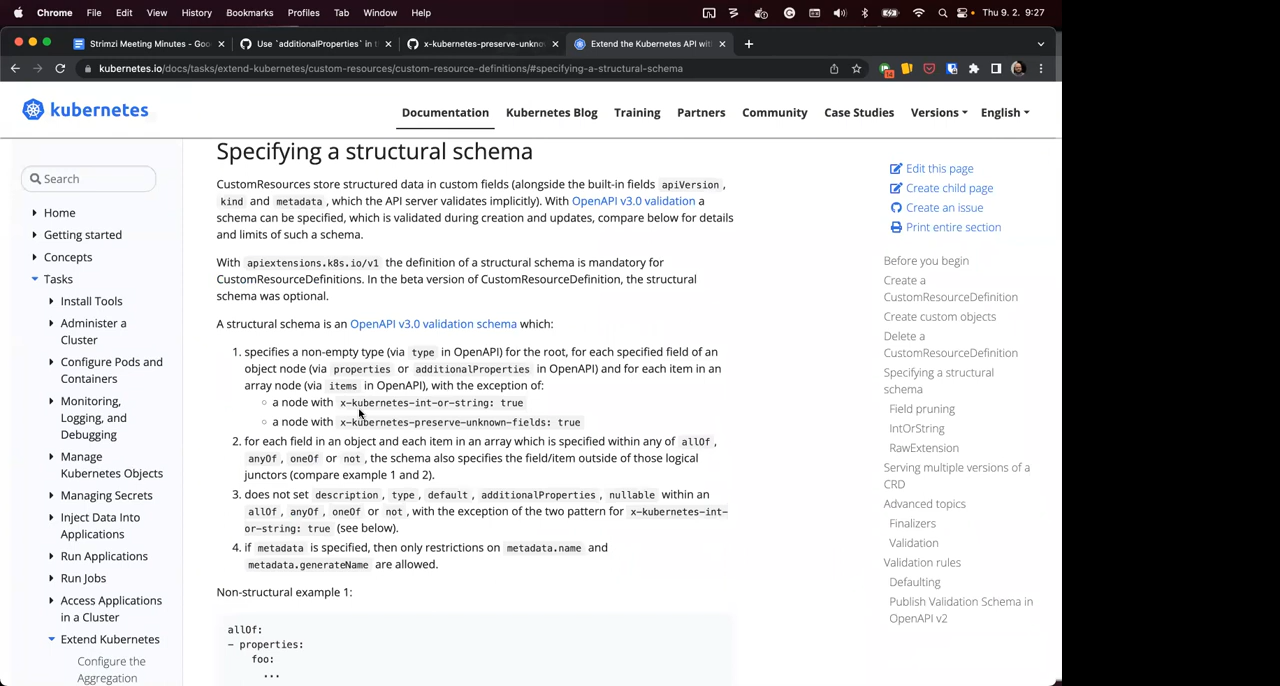 Chrome File Edit View History Bookmarks Profiles Tab Window Help Thu 9. 2. 9:27
Strimzi Meeting Minutes - Goo Use `additionalProperties` in t x-kubernetes-preserve-unkno Extend the Kubernetes API wit
kubernetes.io/docs/tasks/extend-kubernetes/custom-resources/custom-resource-definitions/#specifying-a-structural-schema 14
kubernetes
Documentation Kubernetes Blog Training Partners Community Case Studies Versions English
Search
Home
Getting started
Concepts
Tasks
Install Tools
Administer a
Cluster
Configure Pods and
Containers
Monitoring,
Logging, and
Debugging
Manage
Kubernetes Objects
Managing Secrets
Inject Data Into
Applications
Run Applications
Run Jobs
Access Applications
in a Cluster
Extend Kubernetes
Configure the
Aggregation
Specifying a structural schema
CustomResources store structured data in custom fields (alongside the built-in fields apiVersion ,
kind and metadata , which the API server validates implicitly). With OpenAPI v3.0 validation a
schema can be specified, which is validated during creation and updates, compare below for details
and limits of such a schema.
With apiextensions.k8s.io/v1 the definition of a structural schema is mandatory for
CustomResourceDefinitions. In the beta version of CustomResourceDefinition, the structural
schema was optional.
A structural schema is an OpenAPI v3.0 validation schema which:
1. specifies a non-empty type (via type in OpenAPI) for the root, for each specified field of an
object node (via properties or additionalProperties in OpenAPI) and for each item in an
array node (via items in OpenAPI), with the exception of:
a node with x-kubernetes-int-or-string: true
a node with x-kubernetes-preserve-unknown-fields: true
2. for each field in an object and each item in an array which is specified within any of allOf ,
anyOf , oneOf or not , the schema also specifies the field/item outside of those logical
junctors (compare example 1 and 2).
3. does not set description , type , default , additionalProperties , nullable within an
allOf , anyOf , oneOf or not , with the exception of the two pattern for x-kubernetes-int-
or-string: true (see below).
4. if metadata is specified, then only restrictions on metadata.name and
metadata.generateName are allowed.
Non-structural example 1:
allOf:
- properties:
foo:
...
Edit this page
Create child page
Create an issue
Print entire section
Before you begin
Create a
CustomResourceDefinition
Create custom objects
Delete a
CustomResourceDefinition
Specifying a structural
schema
Field pruning
IntOrString
RawExtension
Serving multiple versions of a
CRD
Advanced topics
Finalizers
Validation
Validation rules
Defaulting
Publish Validation Schema in
OpenAPI v2